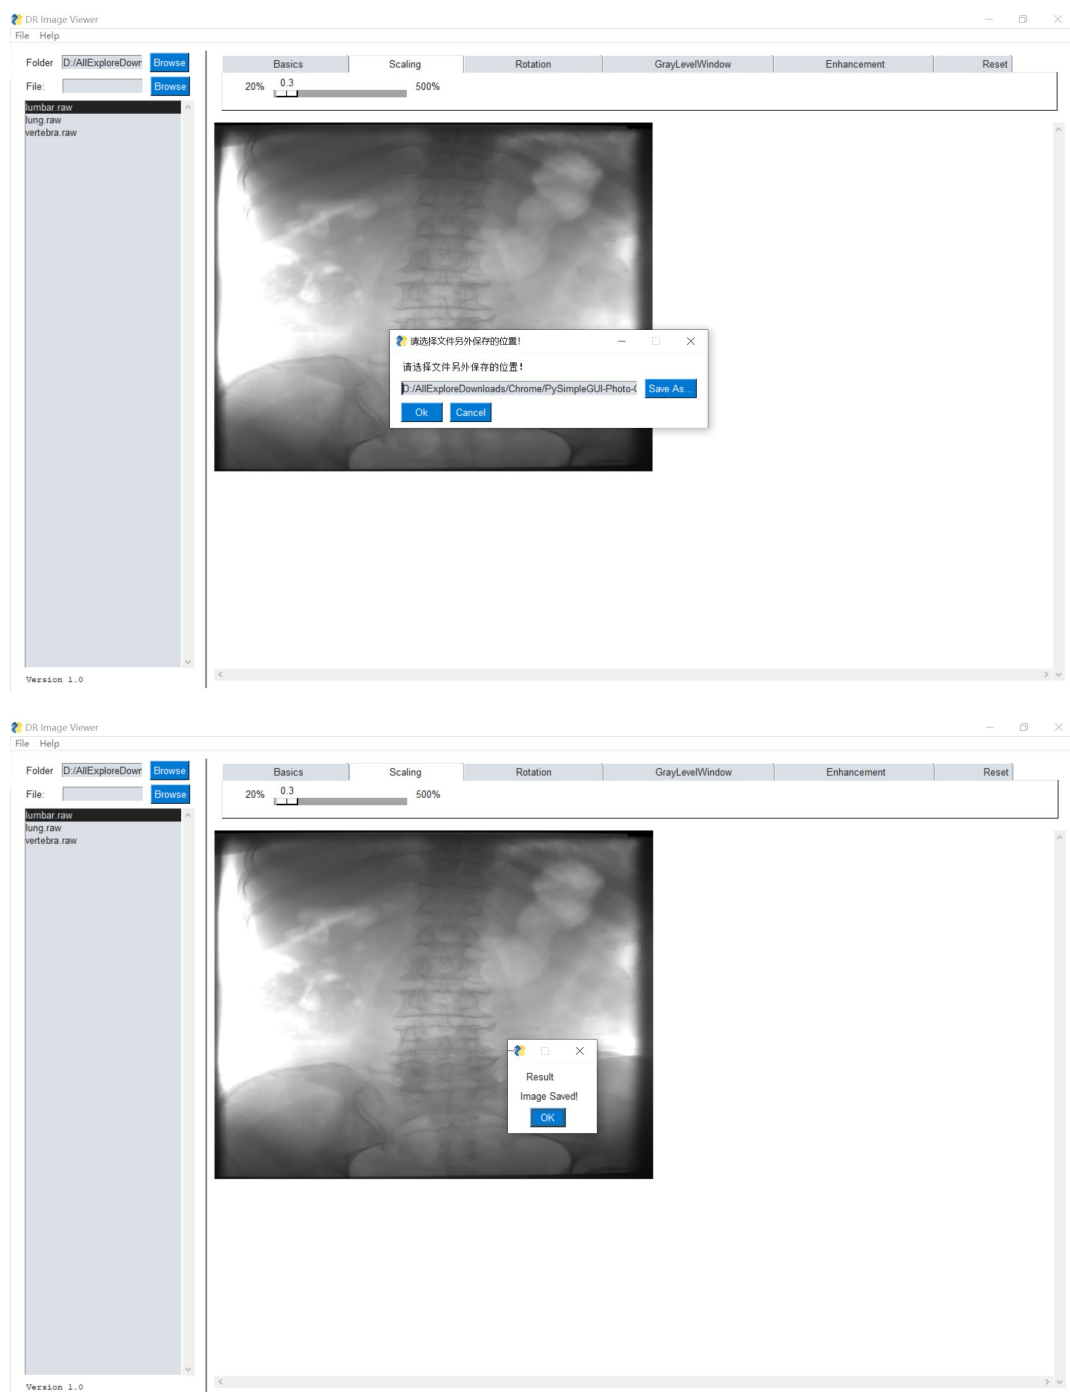 DR Image Viewer
File Help
Folder D:/AllExploreDown Browse
File: Browse
lumbar.raw
lung.raw
vertebra.raw
Basics Scaling Rotation GrayLevelWindow Enhancement Reset
20% 0.3 500%
请选择文件另外保存的位置!
请选择文件另外保存的位置!
D:/AllExploreDownloads/Chrome/PySimpleGUI-Photo- Save As...
Ok Cancel
Version 1.0
DR Image Viewer
File Help
Folder D:/AllExploreDown Browse
File: Browse
lumbar.raw
lung.raw
vertebra.raw
Basics Scaling Rotation GrayLevelWindow Enhancement Reset
20% 0.3 500%
Result
Image Saved!
OK
Version 1.0